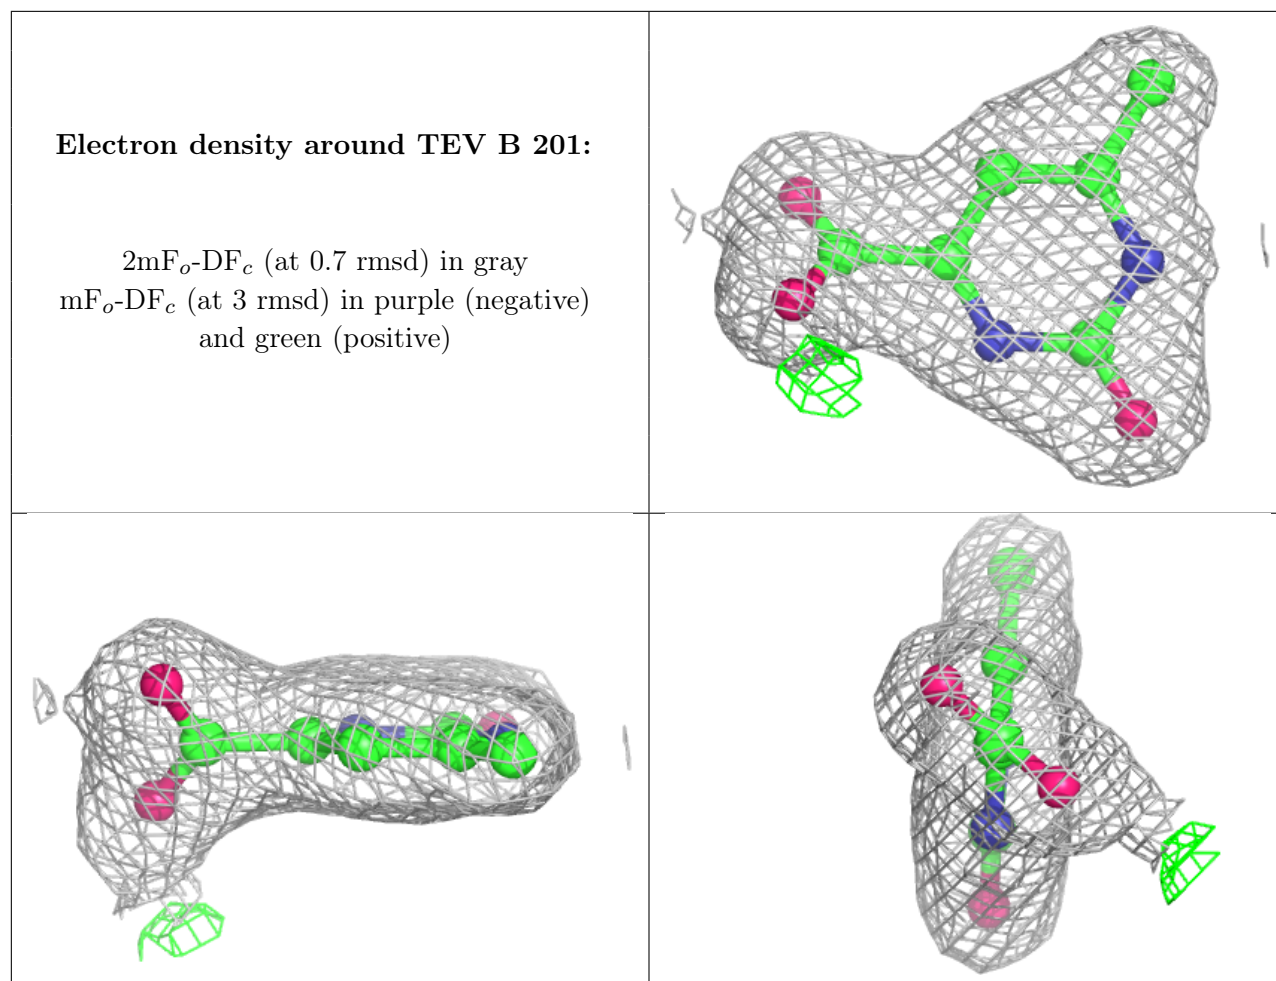 Electron density around TEV B 201:
2mFₒ-DF𝒸 (at 0.7 rmsd) in gray
mFₒ-DF𝒸 (at 3 rmsd) in purple (negative)
and green (positive)